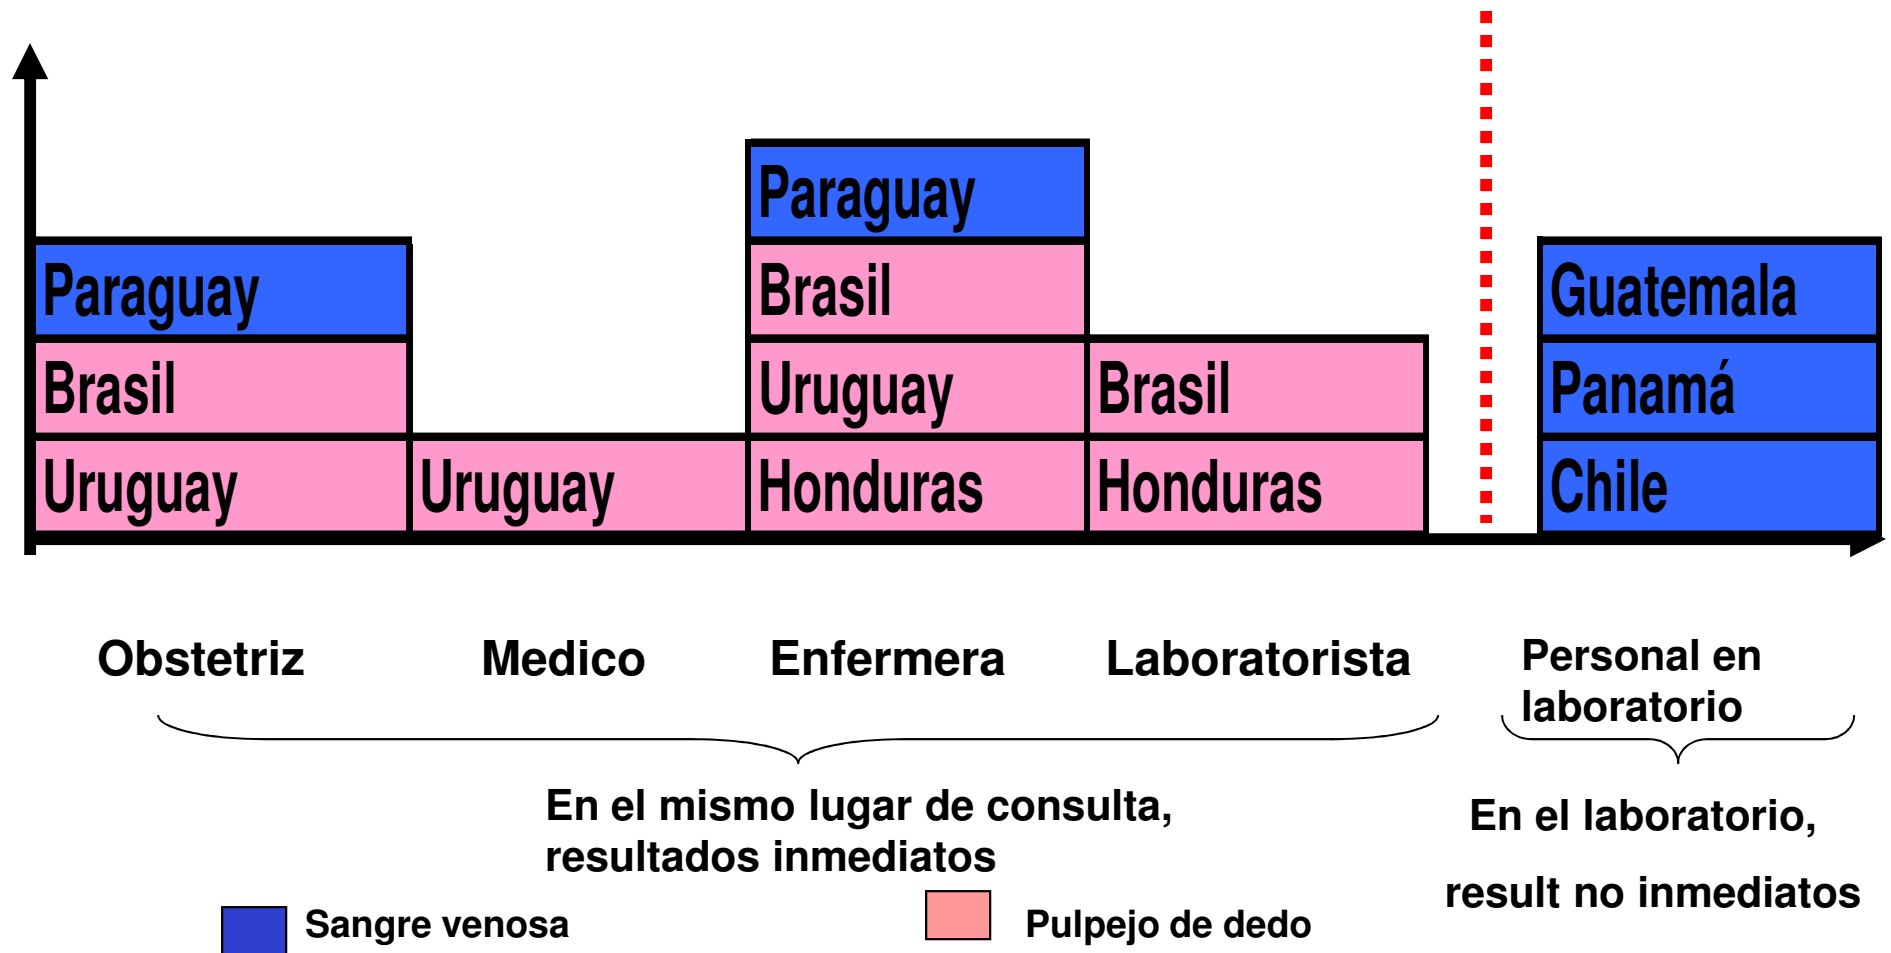 Paraguay
Brasil
Uruguay
Uruguay
Paraguay
Brasil
Uruguay
Honduras
Brasil
Honduras
Guatemala
Panamá
Chile
Obstetriz
Medico
Enfermera
Laboratorista
Personal en
laboratorio
En el mismo lugar de consulta,
resultados inmediatos
En el laboratorio,
result no inmediatos
Sangre venosa
Pulpejo de dedo